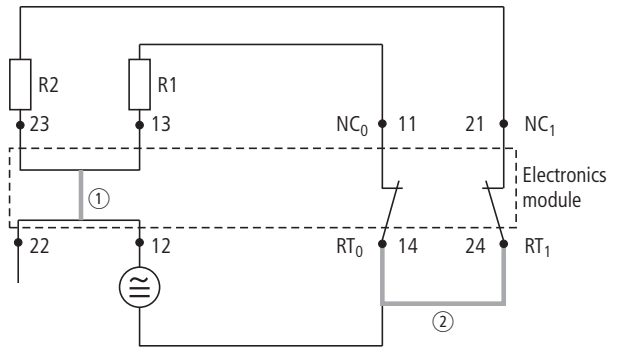 R2
R1
23
13
NC0
11
21
NC1
Electronics
module
①
22
12
RT0
14
24
RT1
≅
②